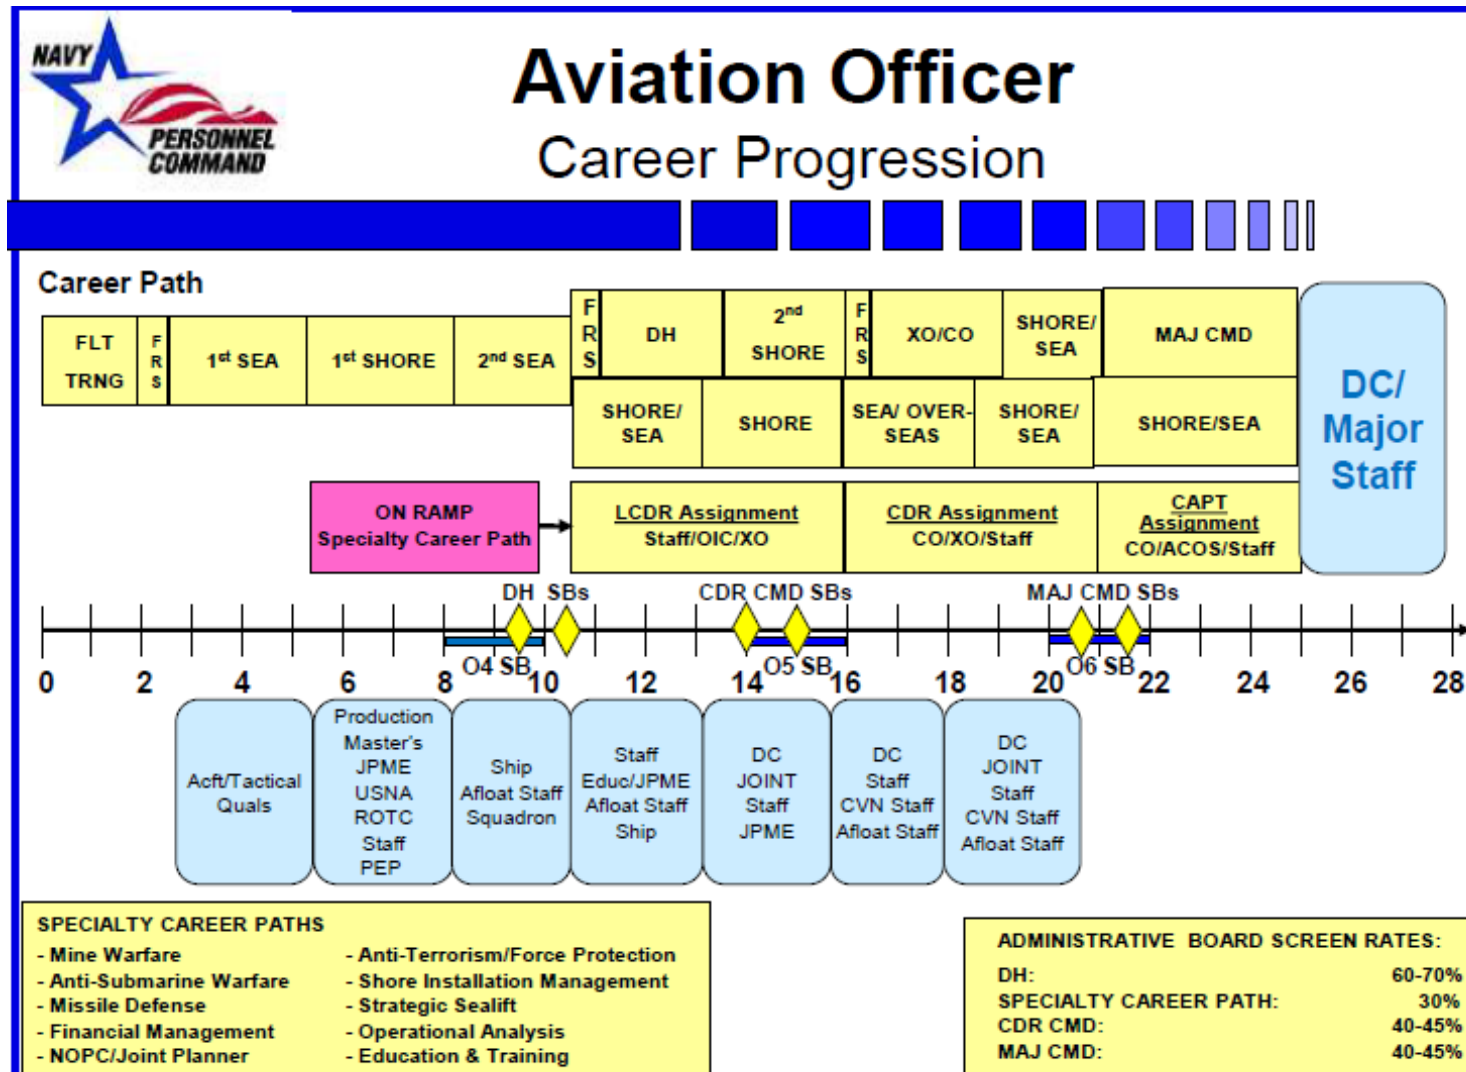 NAVY
PERSONNEL
COMMAND
Aviation Officer
Career Progression
Career Path
FLT
TRNG
F
R
S
1st SEA
1st SHORE
2nd SEA
F
R
S
DH
2nd
SHORE
F
R
S
XO/CO
SHORE/
SEA
MAJ CMD
SHORE/
SEA
SHORE
SEA/ OVER-
SEAS
SHORE/
SEA
SHORE/SEA
DC/
Major
Staff
ON RAMP
Specialty Career Path
LCDR Assignment
Staff/OIC/XO
CDR Assignment
CO/XO/Staff
CAPT
Assignment
CO/ACOS/Staff
DH SBs
CDR CMD SBs
MAJ CMD SBs
O4 SB
O5 SB
O6 SB
0 2 4 6 8 10 12 14 16 18 20 22 24 26 28
Acft/Tactical
Quals
Production
Master's
JPME
USNA
ROTC
Staff
PEP
Ship
Afloat Staff
Squadron
Staff
Educ/JPME
Afloat Staff
Ship
DC
JOINT
Staff
JPME
DC
Staff
CVN Staff
Afloat Staff
DC
JOINT
Staff
CVN Staff
Afloat Staff
SPECIALTY CAREER PATHS
- Mine Warfare
- Anti-Submarine Warfare
- Missile Defense
- Financial Management
- NOPC/Joint Planner
- Anti-Terrorism/Force Protection
- Shore Installation Management
- Strategic Sealift
- Operational Analysis
- Education & Training
ADMINISTRATIVE BOARD SCREEN RATES:
DH: 60-70%
SPECIALTY CAREER PATH: 30%
CDR CMD: 40-45%
MAJ CMD: 40-45%